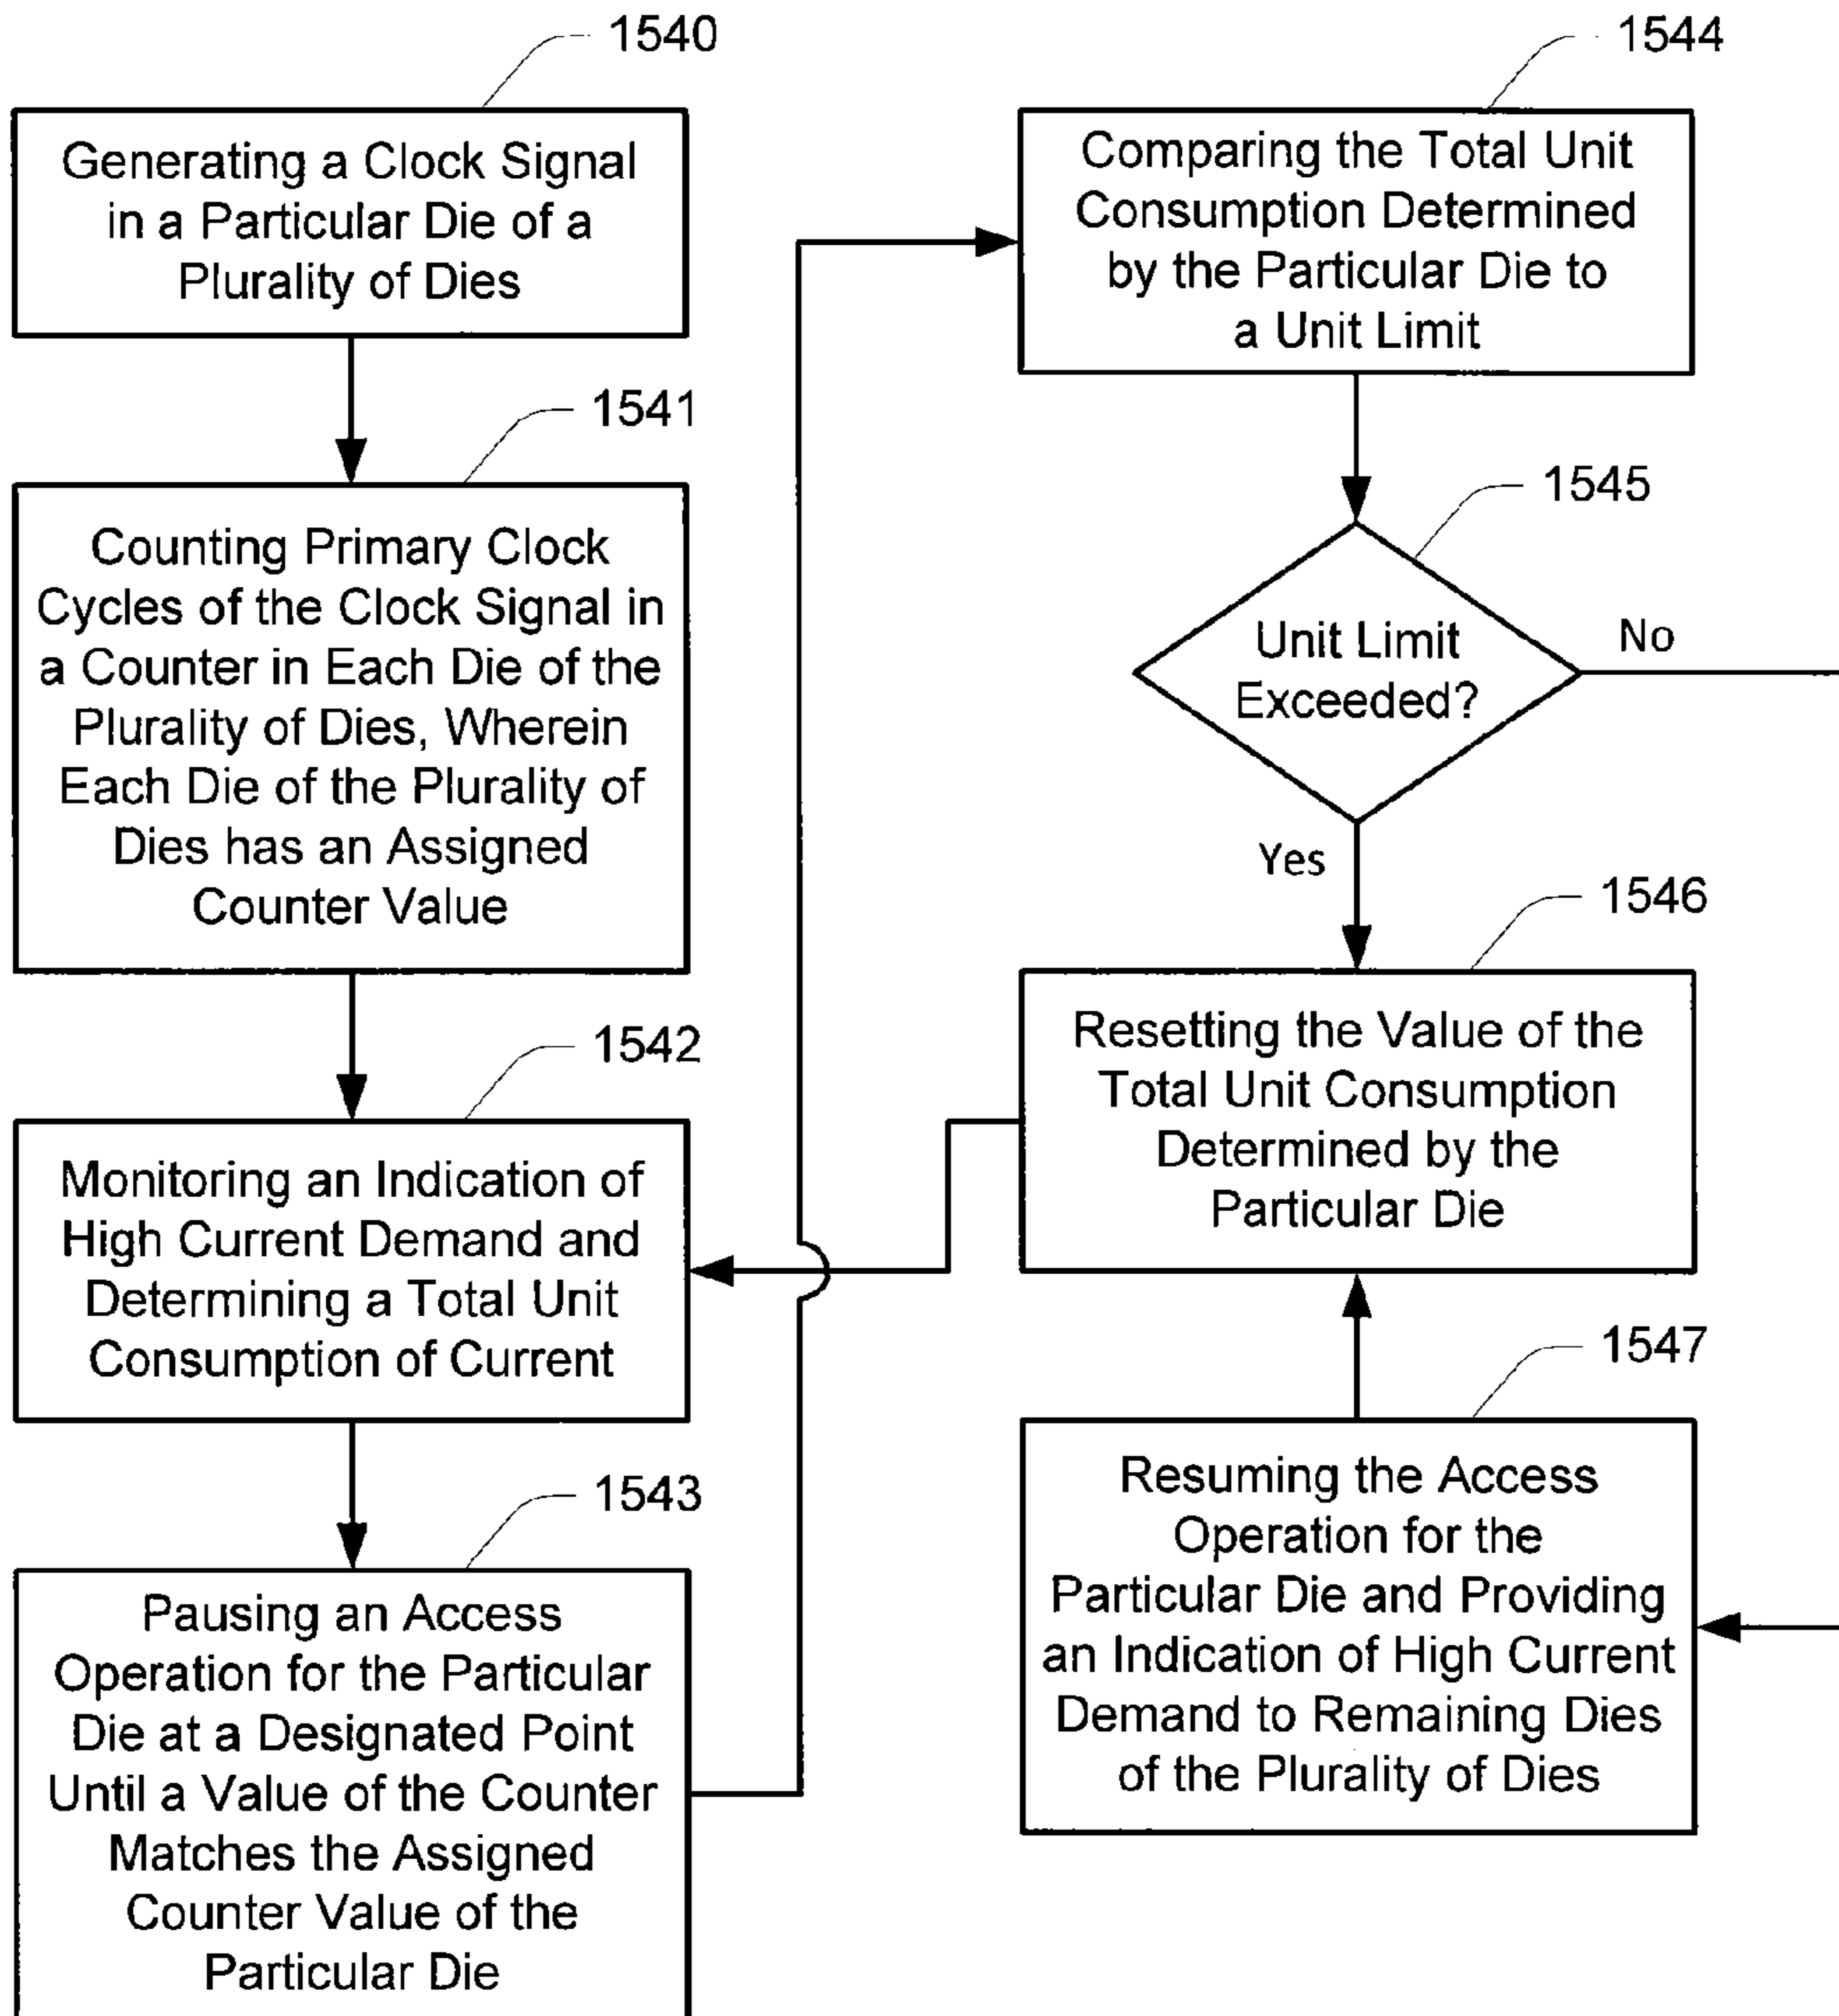 1540
Generating a Clock Signal
in a Particular Die of a
Plurality of Dies
1541
Counting Primary Clock
Cycles of the Clock Signal in
a Counter in Each Die of the
Plurality of Dies, Wherein
Each Die of the Plurality of
Dies has an Assigned
Counter Value
1542
Monitoring an Indication of
High Current Demand and
Determining a Total Unit
Consumption of Current
1543
Pausing an Access
Operation for the Particular
Die at a Designated Point
Until a Value of the Counter
Matches the Assigned
Counter Value of the
Particular Die
1544
Comparing the Total Unit
Consumption Determined
by the Particular Die to
a Unit Limit
1545
Unit Limit
Exceeded?
No
Yes
1546
Resetting the Value of the
Total Unit Consumption
Determined by the
Particular Die
1547
Resuming the Access
Operation for the
Particular Die and Providing
an Indication of High Current
Demand to Remaining Dies
of the Plurality of Dies